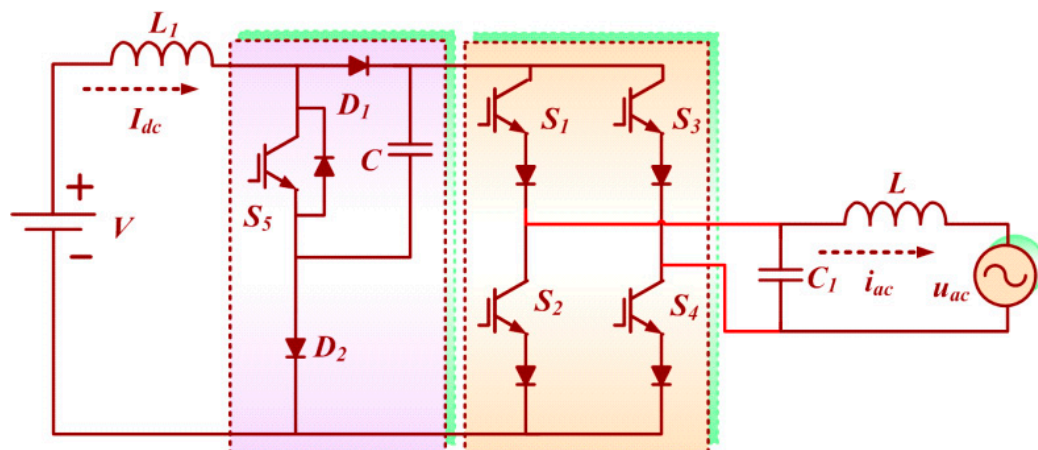 L1
Idc
+
V
-
D1
S5
C
D2
S1
S3
S2
S4
L
C1
iac
uac